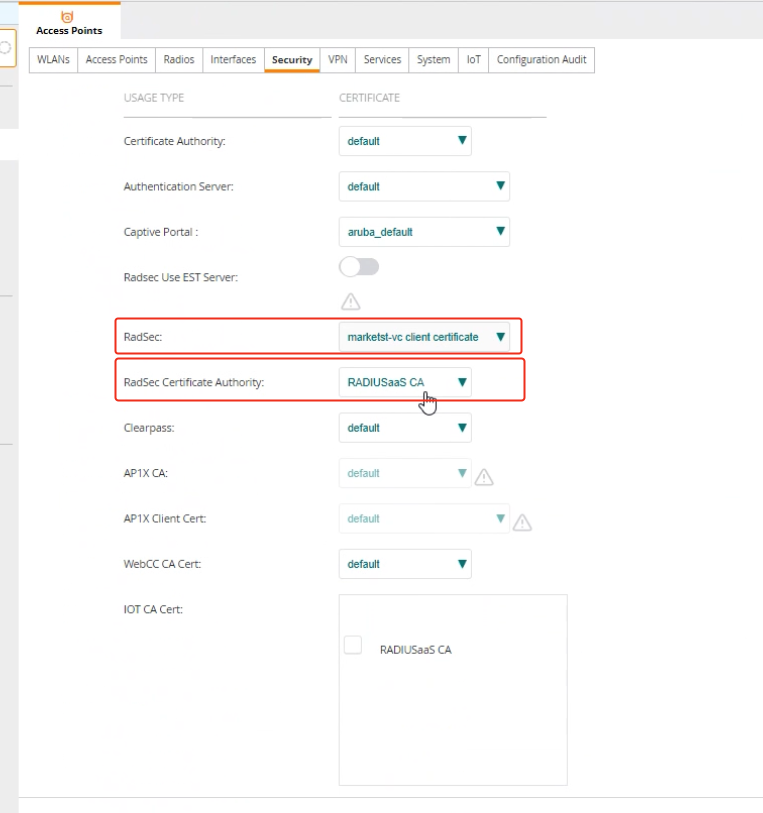 Access Points
WLANs Access Points Radios Interfaces Security VPN Services System IoT Configuration Audit
USAGE TYPE CERTIFICATE
Certificate Authority: default
Authentication Server: default
Captive Portal : aruba_default
Radsec Use EST Server:
RadSec: marketst-vc client certificate
RadSec Certificate Authority: RADIUSaaS CA
Clearpass: default
AP1X CA: default
AP1X Client Cert: default
WebCC CA Cert: default
IOT CA Cert:
RADIUSaaS CA